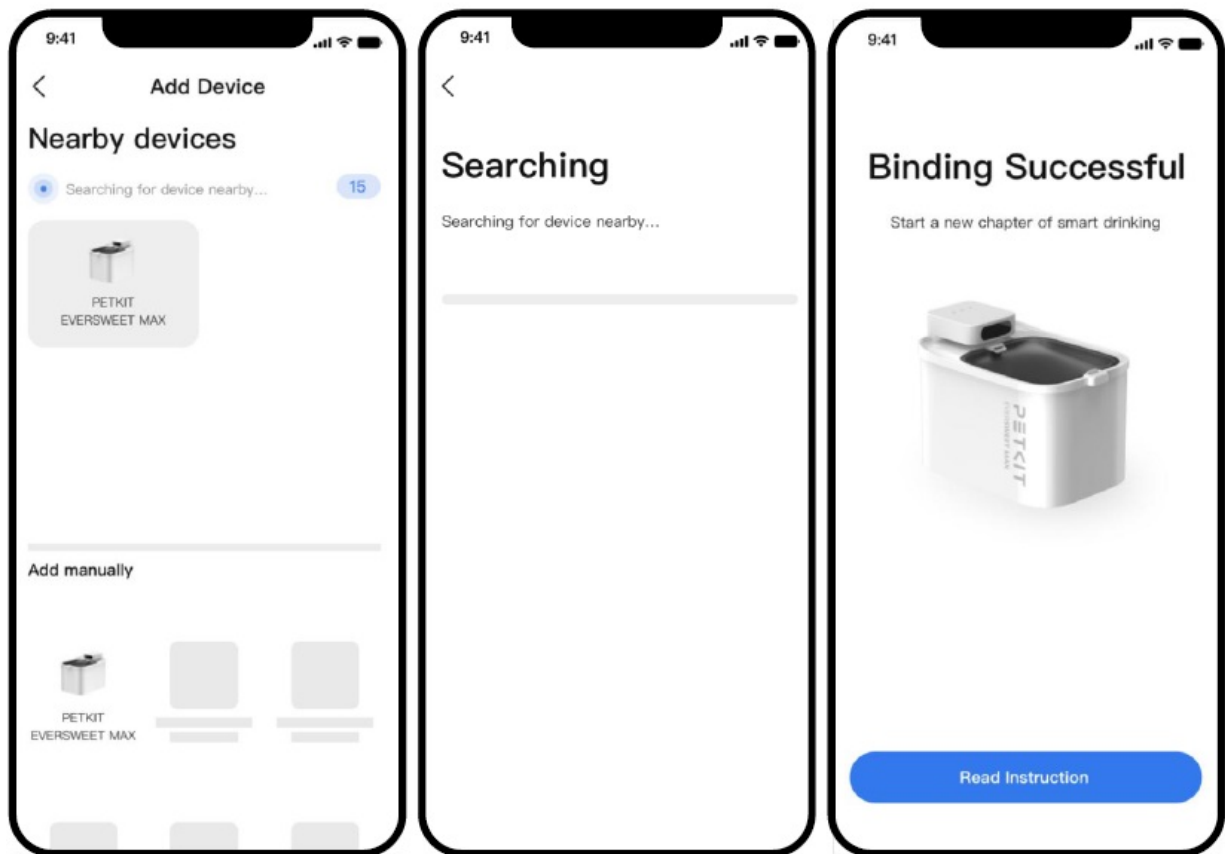 9:41
Add Device
Nearby devices
Searching for device nearby...
15
PETKIT
EVERSWEET MAX
Add manually
PETKIT
EVERSWEET MAX
9:41
Searching
Searching for device nearby...
9:41
Binding Successful
Start a new chapter of smart drinking
PETKIT
EVERSWEET MAX
Read Instruction